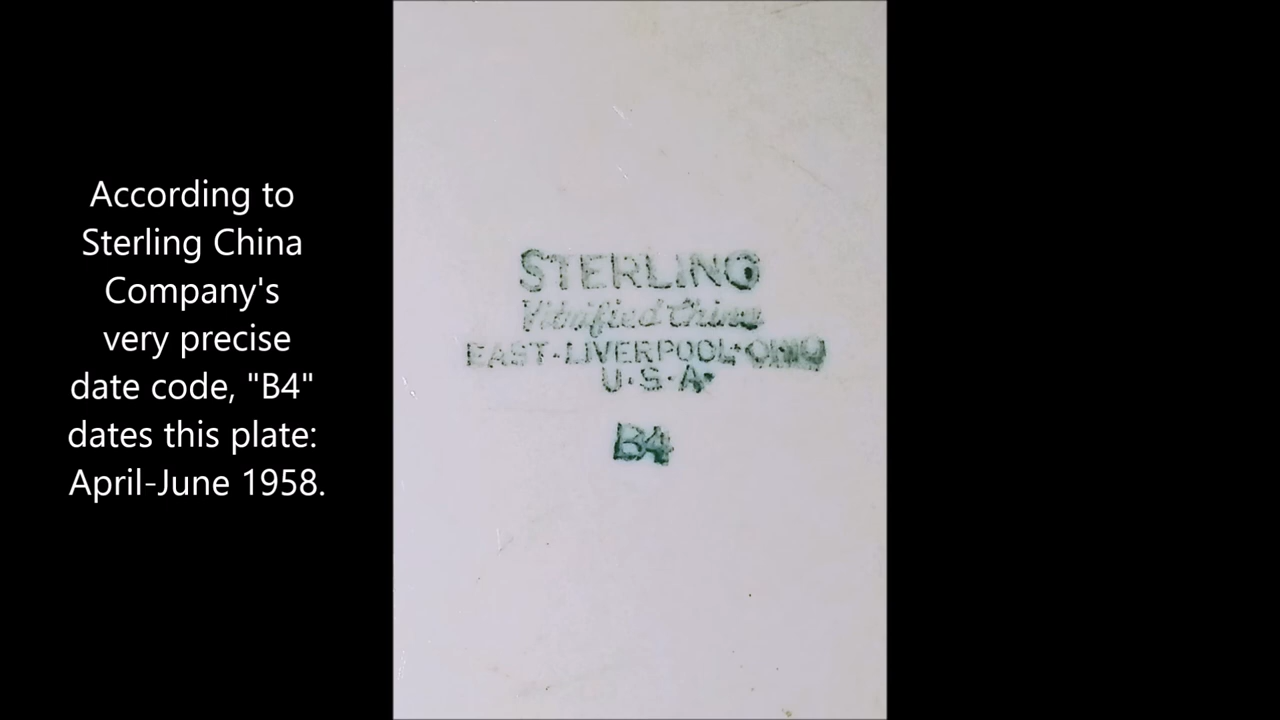 According to
Sterling China
Company's
very precise
date code, "B4"
dates this plate:
April-June 1958.
STERLING
Vitrified China
EAST·LIVERPOOL·OHIO
U·S·A·
B4